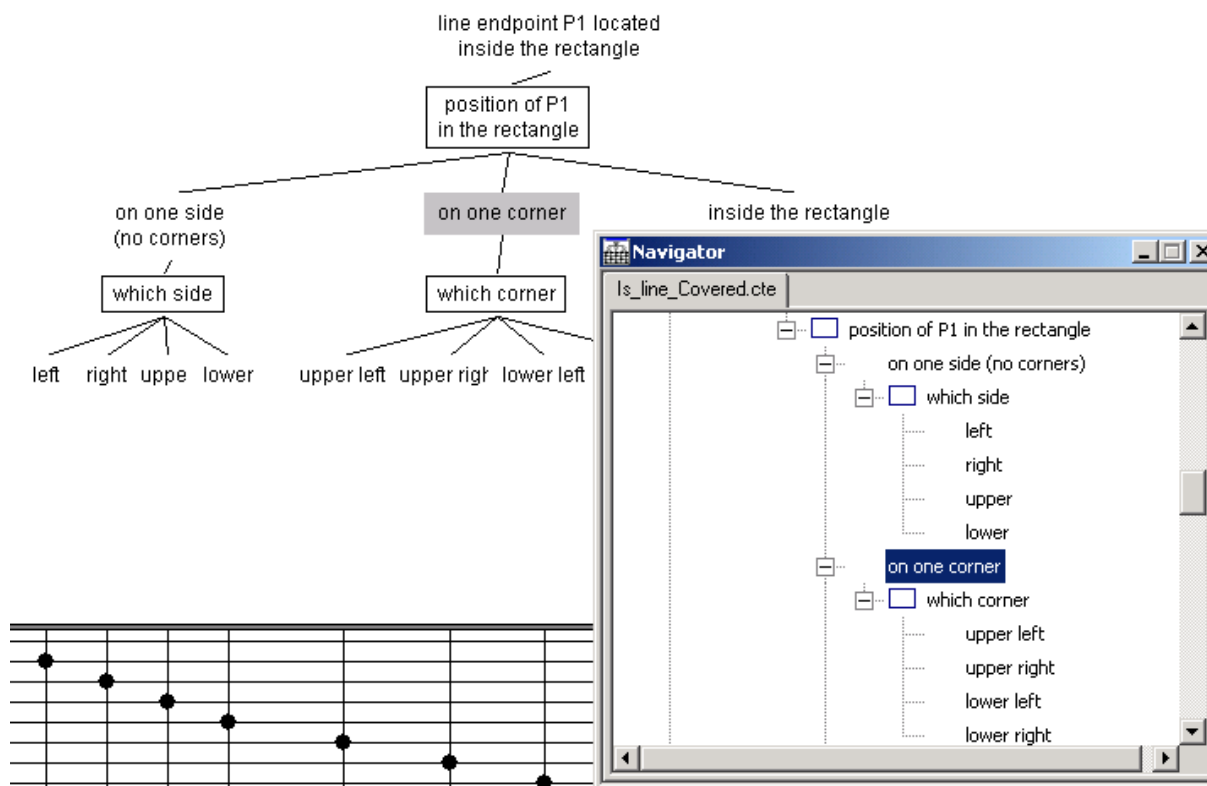 line endpoint P1 located
inside the rectangle
position of P1
in the rectangle
on one side
(no corners)
on one corner
inside the rectangle
which side
which corner
left right uppe lower
upper left upper righ lower left
Navigator
Is_line_Covered.cte
position of P1 in the rectangle
on one side (no corners)
which side
left
right
upper
lower
on one corner
which corner
upper left
upper right
lower left
lower right